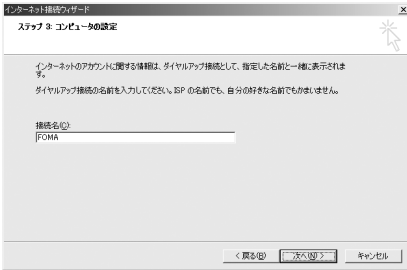 インターネット接続ウィザード
ステップ 3: コンピュータの設定
インターネットのアカウントに関する情報は、ダイヤルアップ接続として、指定した名前と一緒に表示されま
す。
ダイヤルアップ接続の名前を入力してください。ISP の名前でも、自分の好きな名前でもかまいません。
接続名(C):
FOMA
< 戻る(B)
次へ(N) >
キャンセル